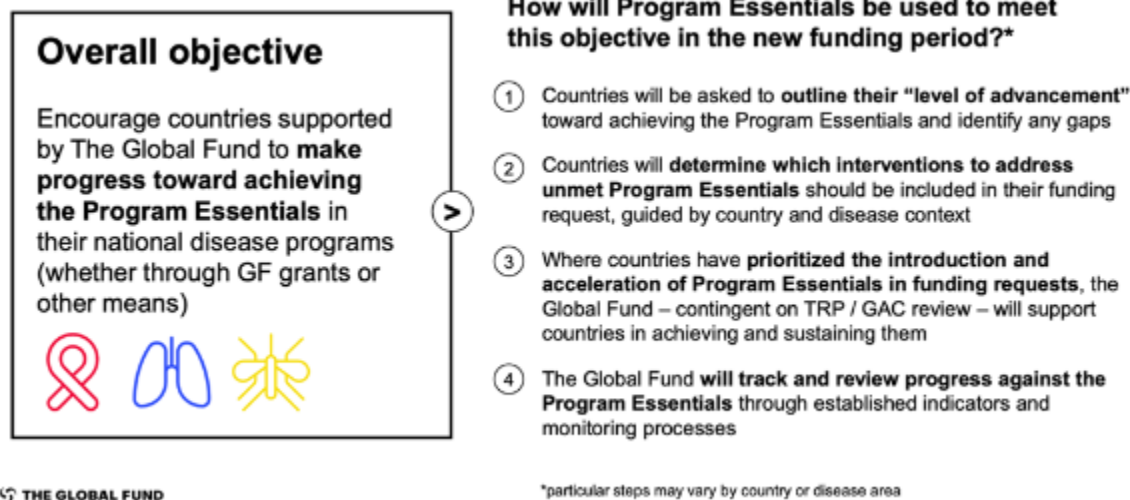 Overall objective
Encourage countries supported
by The Global Fund to make
progress toward achieving
the Program Essentials in
their national disease programs
(whether through GF grants or
other means)
>
How will Program Essentials be used to meet
this objective in the new funding period?*
1 Countries will be asked to outline their “level of advancement”
toward achieving the Program Essentials and identify any gaps
2 Countries will determine which interventions to address
unmet Program Essentials should be included in their funding
request, guided by country and disease context
3 Where countries have prioritized the introduction and
acceleration of Program Essentials in funding requests, the
Global Fund – contingent on TRP / GAC review – will support
countries in achieving and sustaining them
4 The Global Fund will track and review progress against the
Program Essentials through established indicators and
monitoring processes
THE GLOBAL FUND
*particular steps may vary by country or disease area